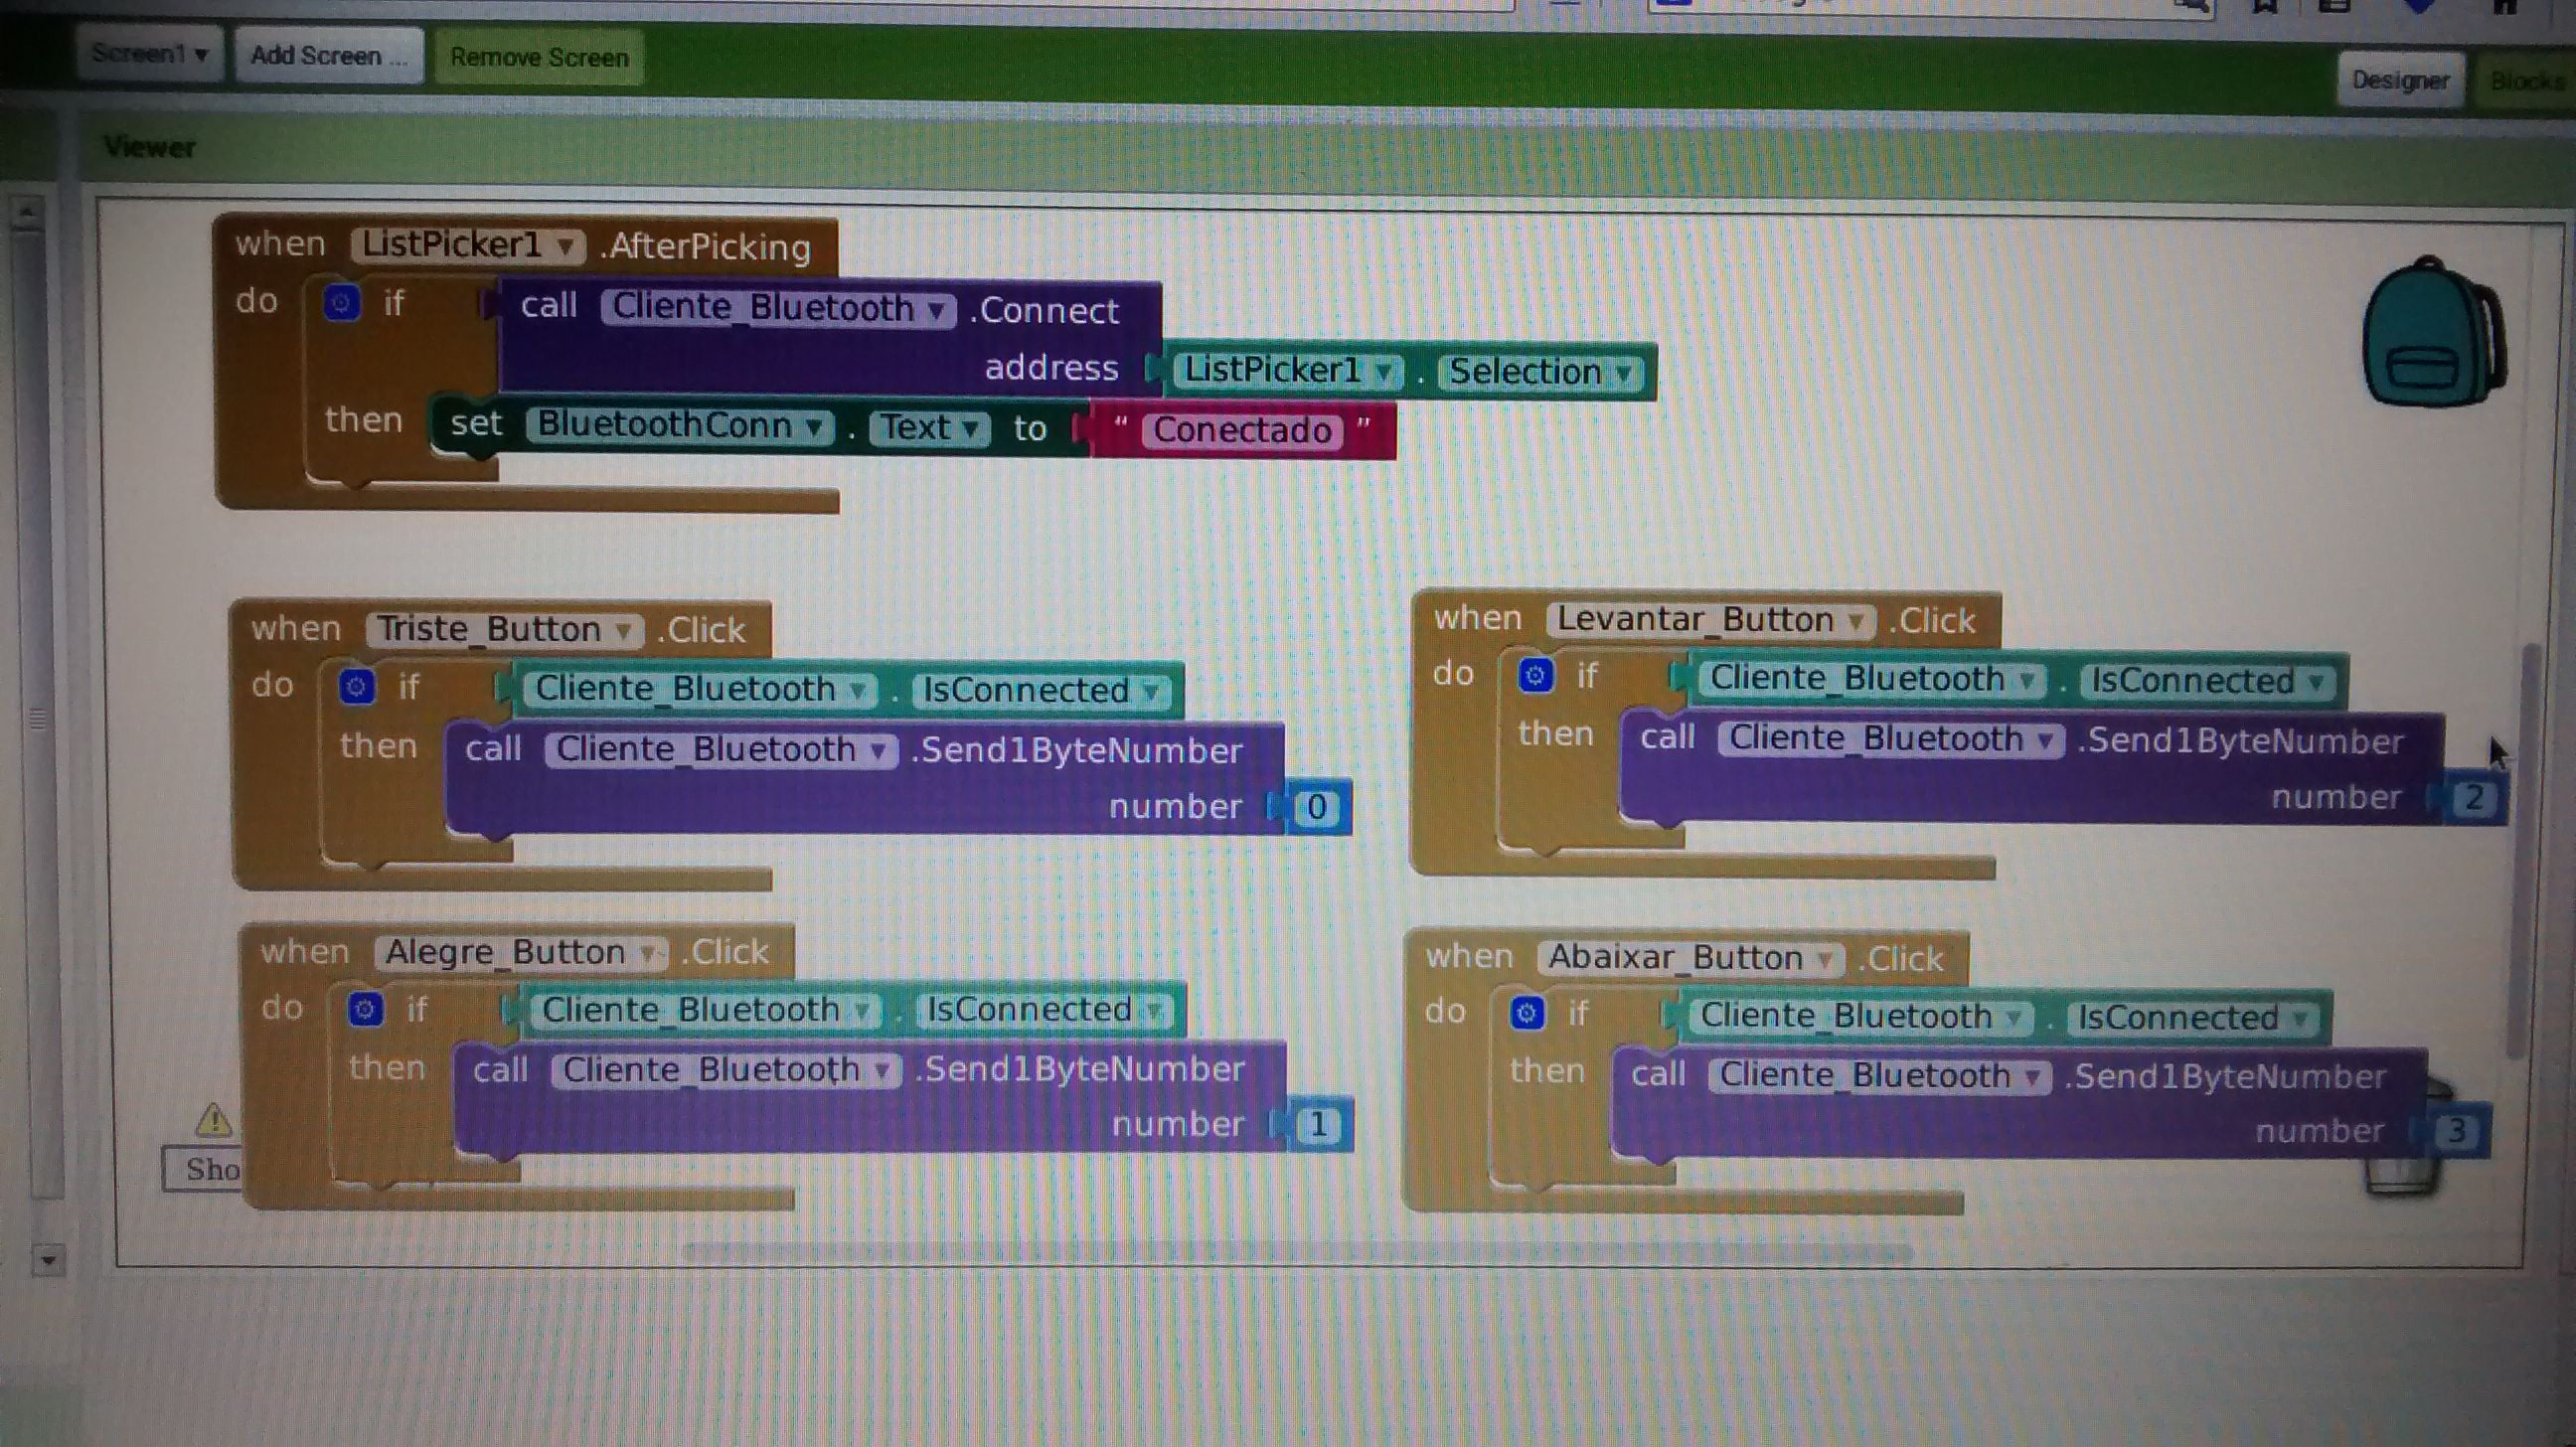 Screen1 ▾ Add Screen ... Remove Screen
Designer Blocks
Viewer
when ListPicker1 .AfterPicking
do if call Cliente_Bluetooth .Connect
address ListPicker1 . Selection
then set BluetoothConn . Text to " Conectado "
when Triste_Button .Click
do if Cliente_Bluetooth . IsConnected
then call Cliente_Bluetooth .Send1ByteNumber
number 0
when Levantar_Button .Click
do if Cliente_Bluetooth . IsConnected
then call Cliente_Bluetooth .Send1ByteNumber
number 2
when Alegre_Button .Click
do if Cliente_Bluetooth . IsConnected
then call Cliente_Bluetooth .Send1ByteNumber
number 1
when Abaixar_Button .Click
do if Cliente_Bluetooth . IsConnected
then call Cliente_Bluetooth .Send1ByteNumber
number 3
Sho